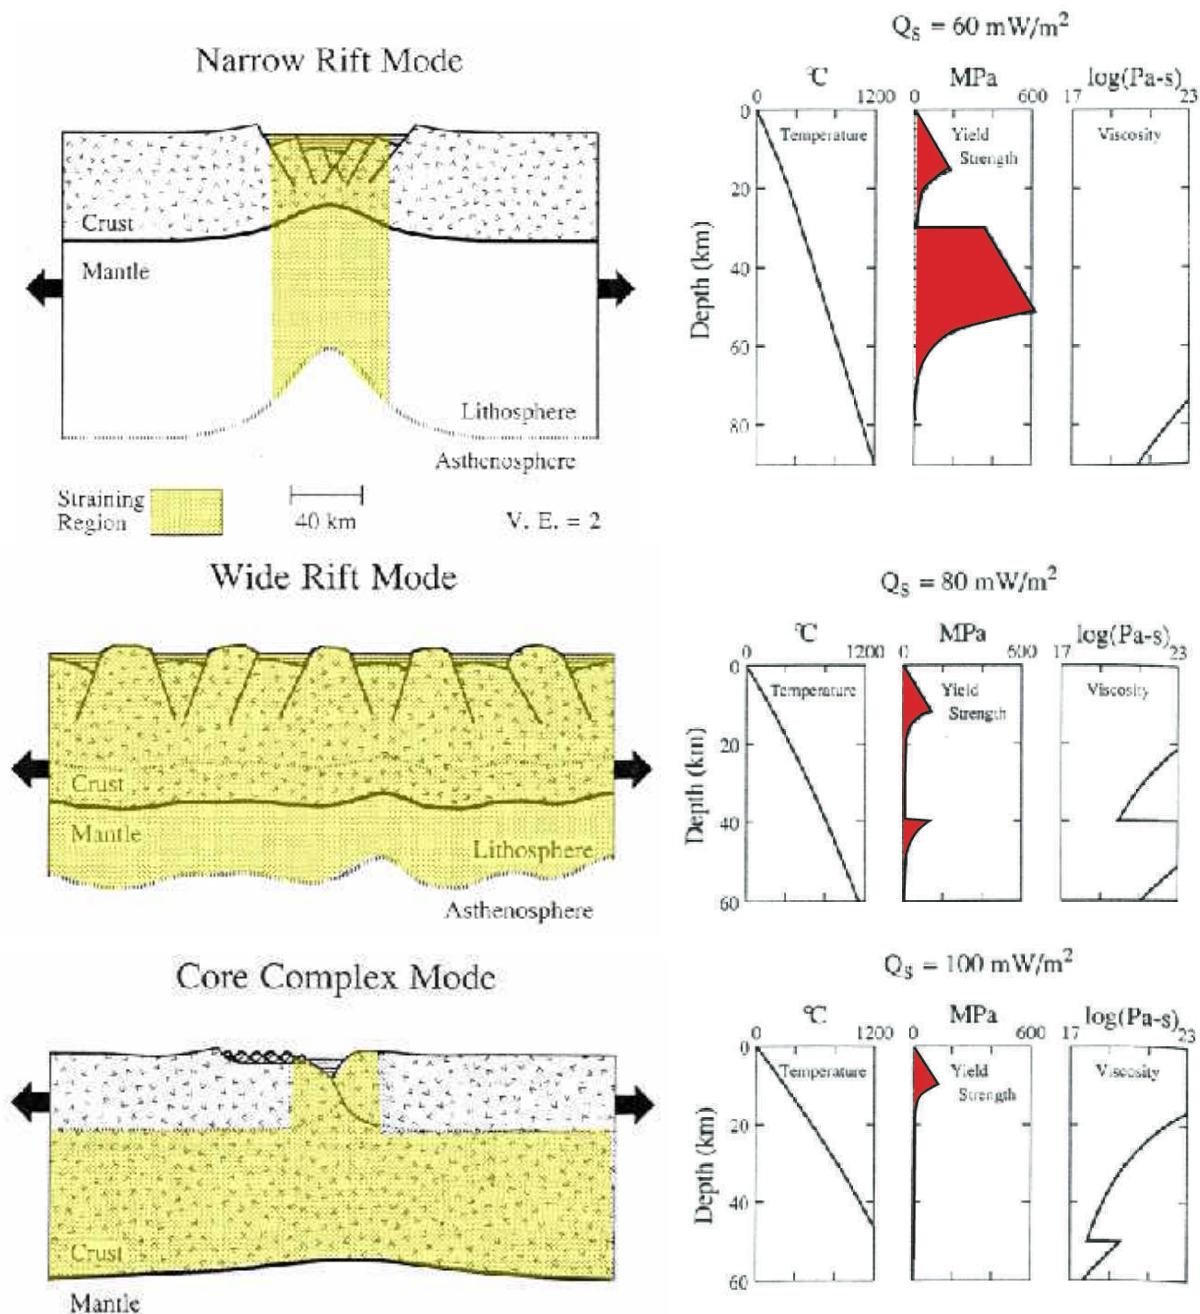 Narrow Rift Mode
Crust
Mantle
Lithosphere
Asthenosphere
Straining
Region
40 km
V. E. = 2
Qs = 60 mW/m²
°C
MPa
log(Pa-s)
0
1200
0
600
17
23
0
Temperature
Yield
Strength
Viscosity
20
40
60
80
Depth (km)
Wide Rift Mode
Crust
Mantle
Lithosphere
Asthenosphere
Qs = 80 mW/m²
°C
MPa
log(Pa-s)
0
1200
0
600
17
23
0
Temperature
Yield
Strength
Viscosity
20
40
60
Depth (km)
Core Complex Mode
Crust
Mantle
Qs = 100 mW/m²
°C
MPa
log(Pa-s)
0
1200
0
600
17
23
0
Temperature
Yield
Strength
Viscosity
20
40
60
Depth (km)